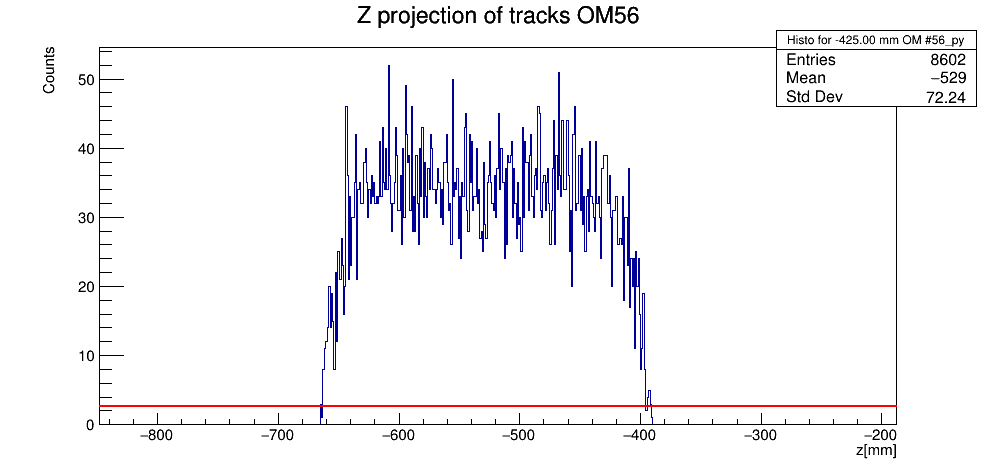 Z projection of tracks OM56
Histo for -425.00 mm OM #56_py
Entries 8602
Mean −529
Std Dev 72.24
Counts
50
40
30
20
10
0
−800 −700 −600 −500 −400 −300 −200
z[mm]